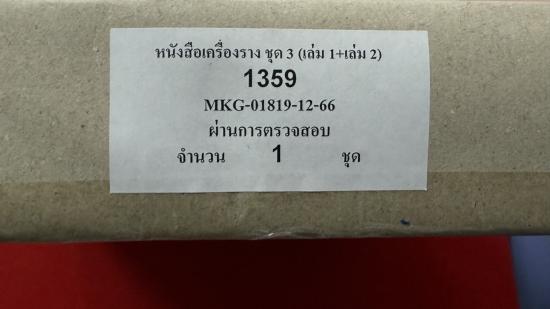 หนังสือเครื่องราง ชุด 3 (เล่ม 1+เล่ม 2)
1359
MKG-01819-12-66
ผ่านการตรวจสอบ
จำนวน 1 ชุด